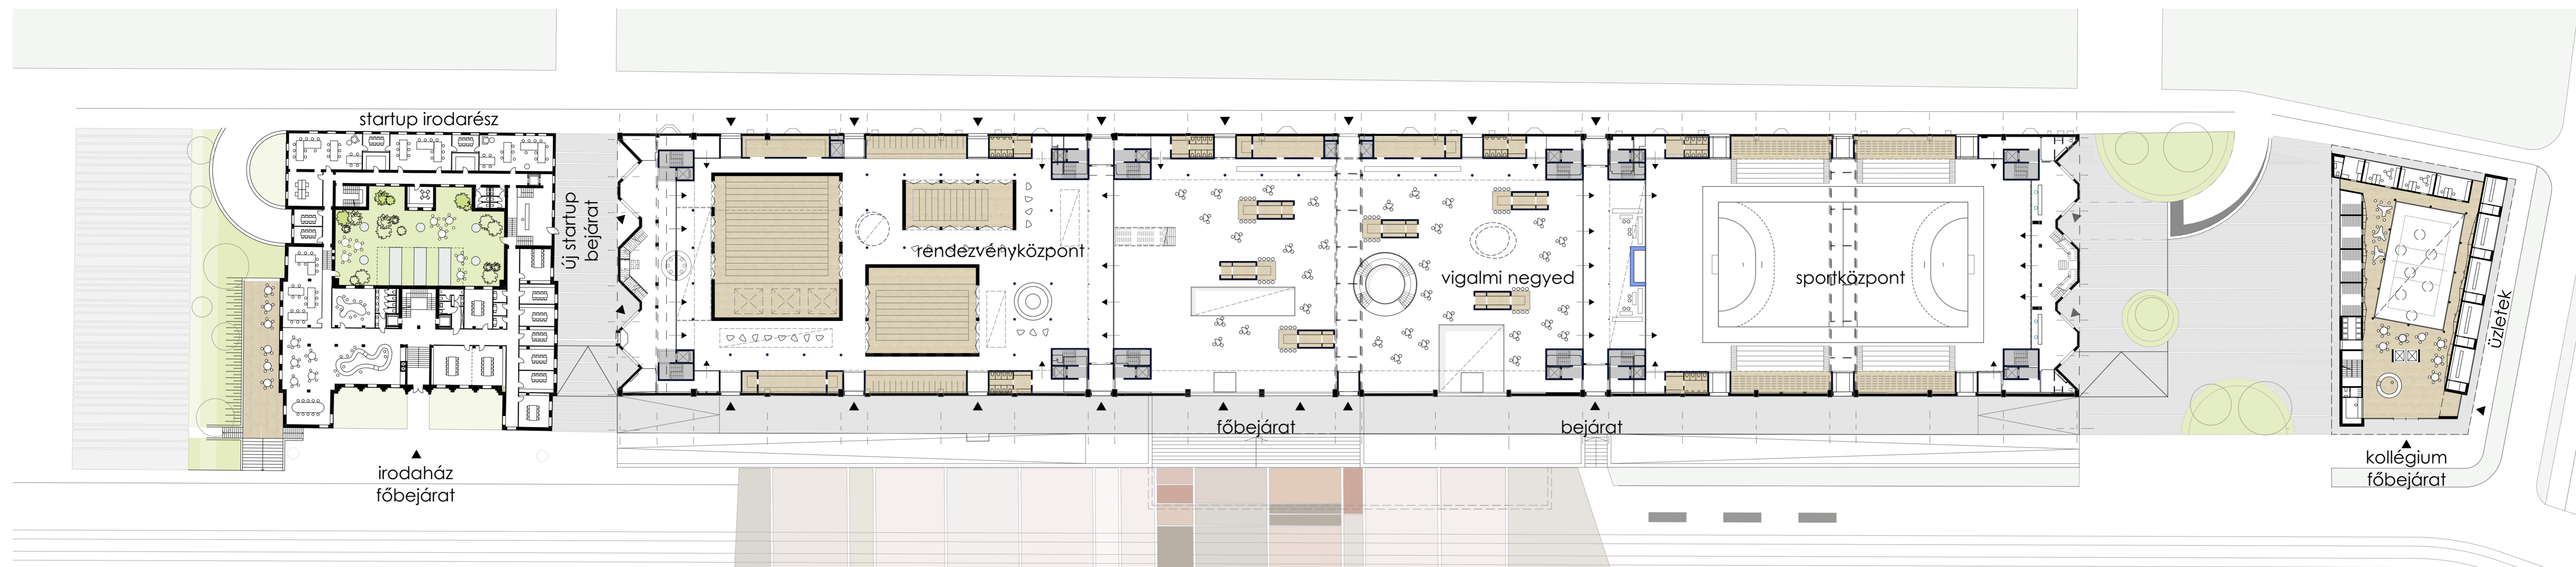 startup irodarész
új startup
bejárat
rendezvényközpont
vigalmi negyed
sportközpont
üzletek
főbejárat
bejárat
irodaház
főbejárat
kollégium
főbejárat